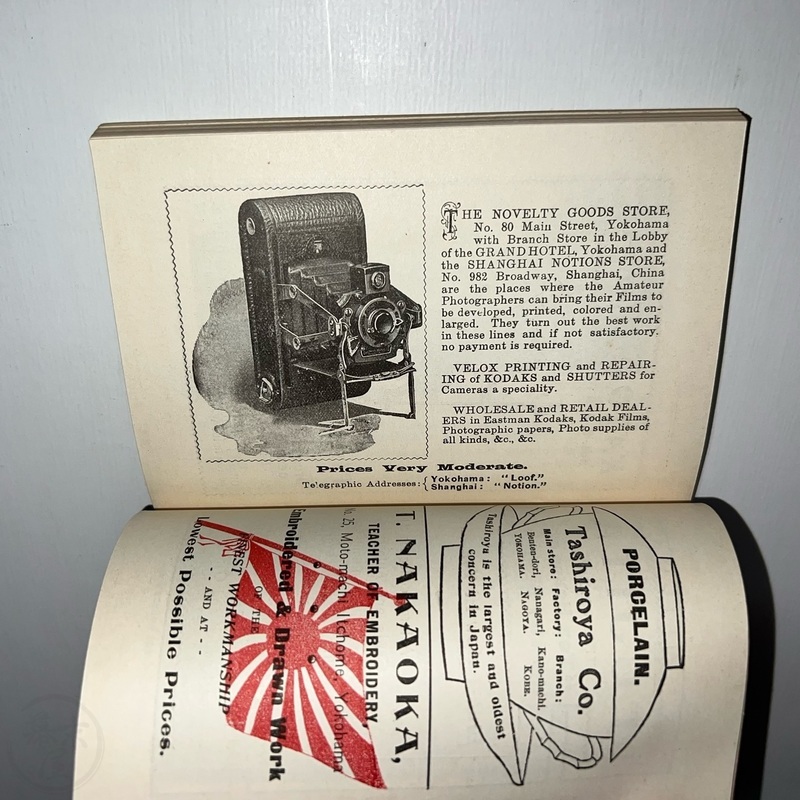 THE NOVELTY GOODS STORE,
No. 80 Main Street, Yokohama
with Branch Store in the Lobby
of the GRAND HOTEL, Yokohama and
the SHANGHAI NOTIONS STORE,
No. 982 Broadway, Shanghai, China
are the places where the Amateur
Photographers can bring their Films to
be developed, printed, colored and en-
larged. They turn out the best work
in these lines and if not satisfactory,
no payment is required.
VELOX PRINTING and REPAIR-
ING of KODAKS and SHUTTERS for
Cameras a specialty.
WHOLESALE and RETAIL DEAL-
ERS in Eastman Kodaks, Kodak Films,
Photographic papers, Photo supplies of
all kinds, &c., &c.
Prices Very Moderate.
Telegraphic Addresses: { Yokohama: "Loof."
Shanghai: "Notion."
PORCELAIN.
Tashiroya Co.
Main store: Factory: Branch:
Benten-dori, Nanagari, Kano-machi.
YOKOHAMA. NAGOYA. KOBE.
Tashiroya is the largest and oldest
concern in Japan.
T. NAKAOKA,
TEACHER OF EMBROIDERY
No. 25, Moto-machi Itchome, Yokohama
Embroidered & Drawn Work
OF THE
FINEST WORKMANSHIP
- - AND AT - -
Lowest Possible Prices.